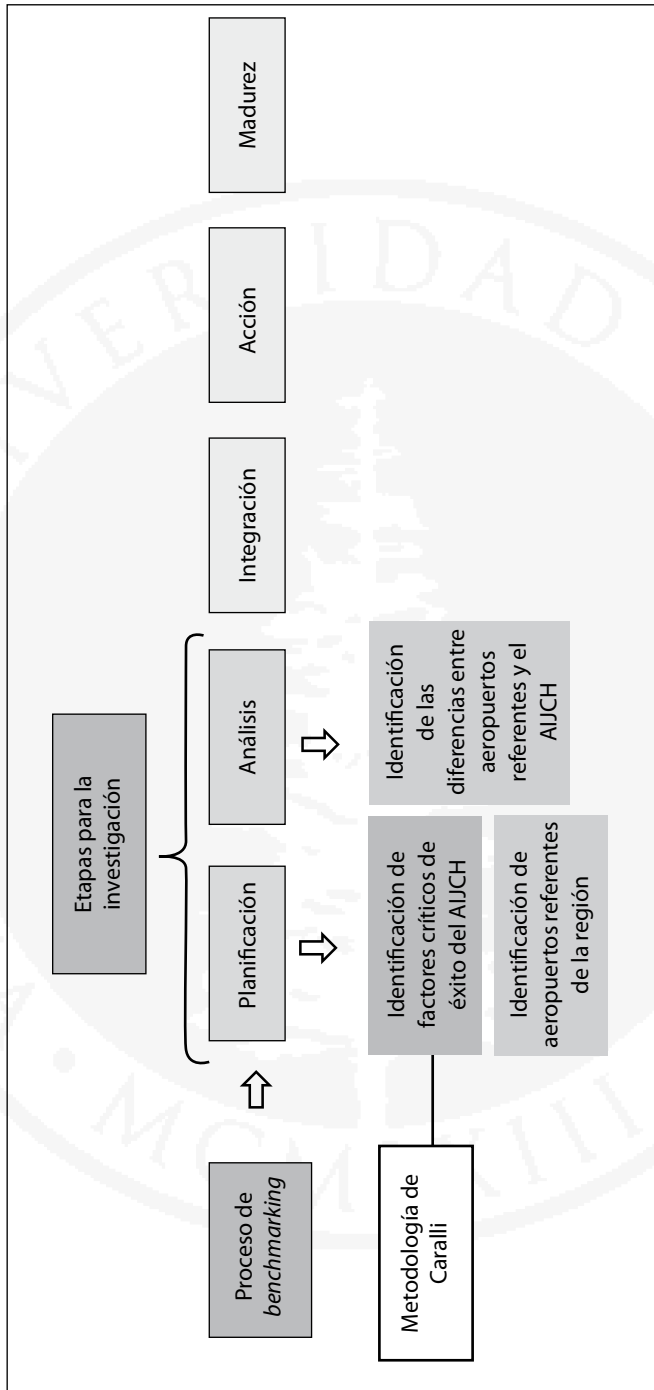 Etapas para la
investigación
Proceso de
benchmarking
Planificación
Análisis
Integración
Acción
Madurez
Metodología de
Caralli
Identificación de
factores críticos de
éxito del AIJCH
Identificación de
aeropuertos referentes
de la región
Identificación
de las
diferencias entre
aeropuertos
referentes y el
AIJCH